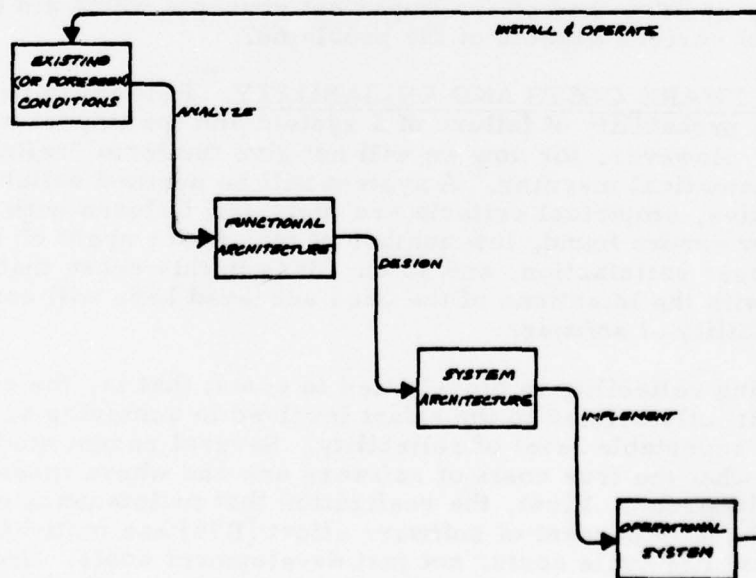 INSTALL & OPERATE
EXISTING
(OR FORESEEN)
CONDITIONS
ANALYZE
FUNCTIONAL
ARCHITECTURE
DESIGN
SYSTEM
ARCHITECTURE
IMPLEMENT
OPERATIONAL
SYSTEM